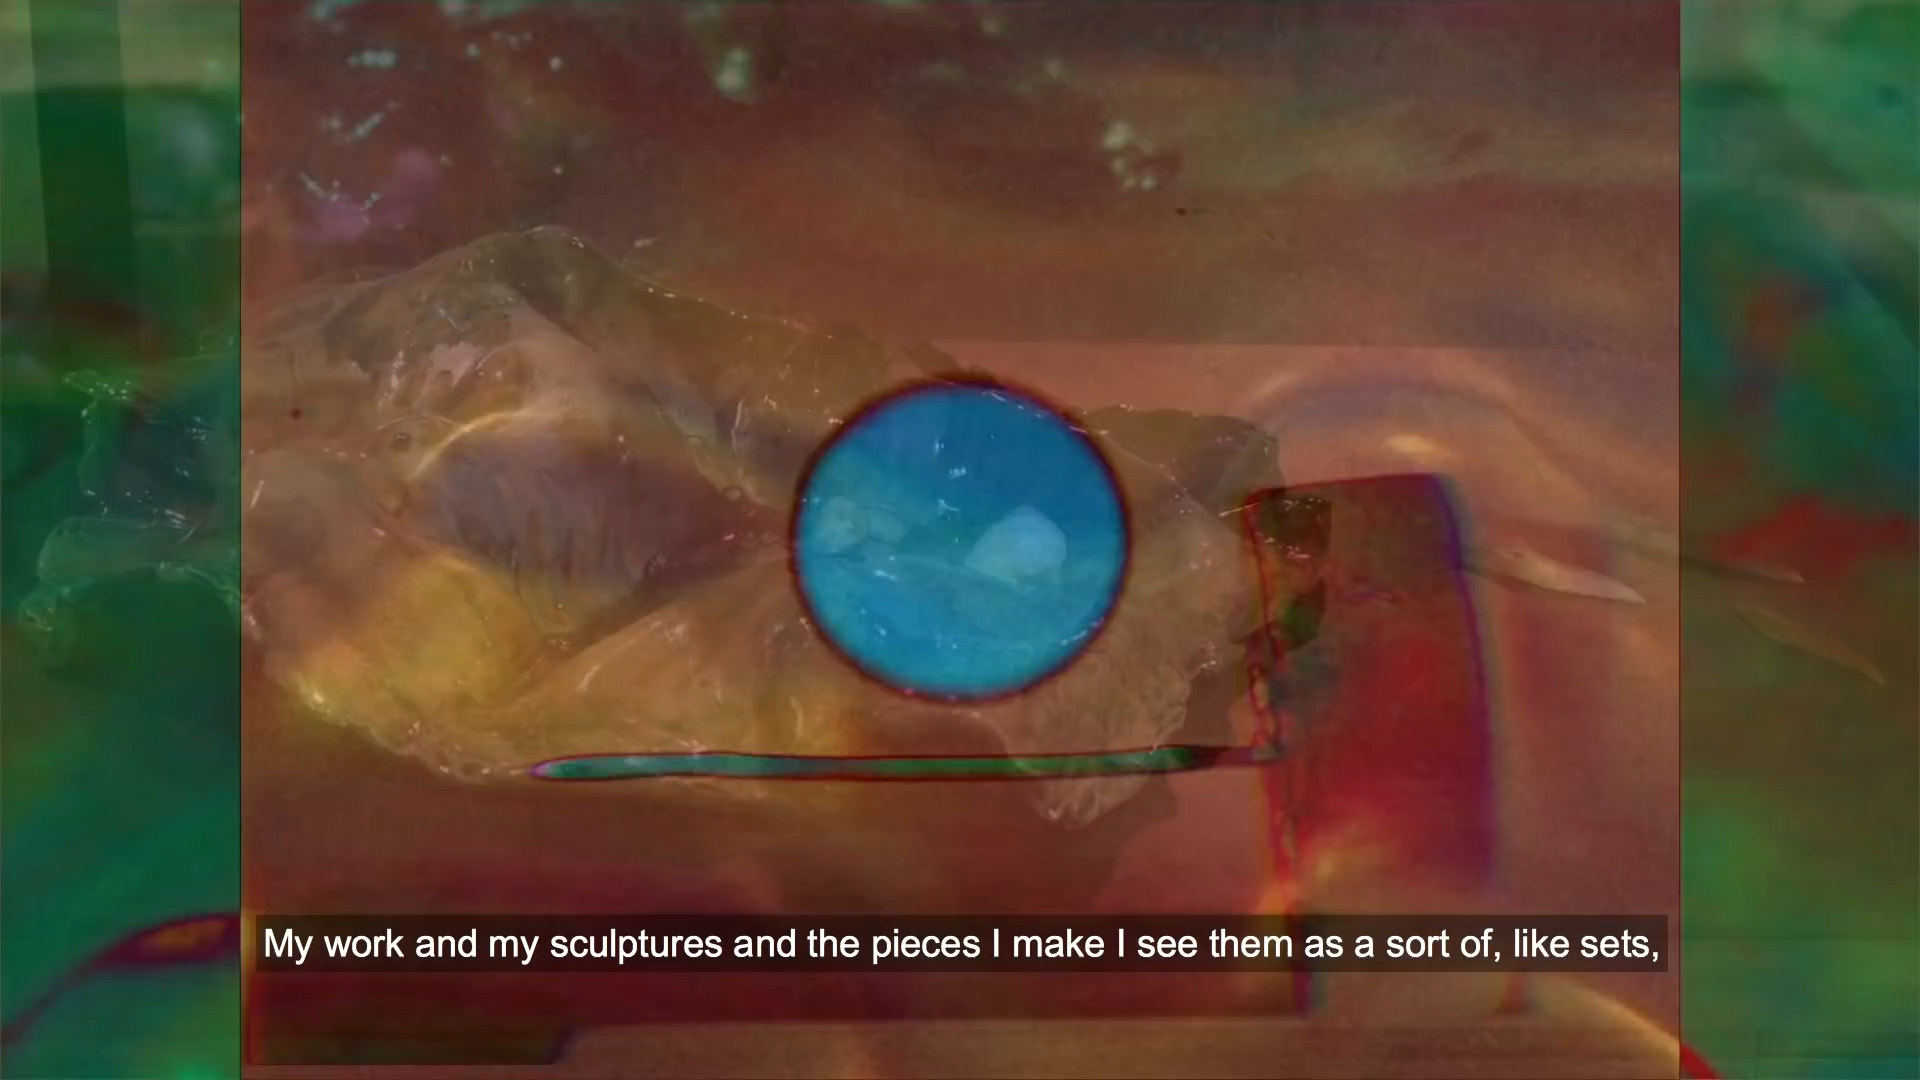 My work and my sculptures and the pieces I make I see them as a sort of, like sets,